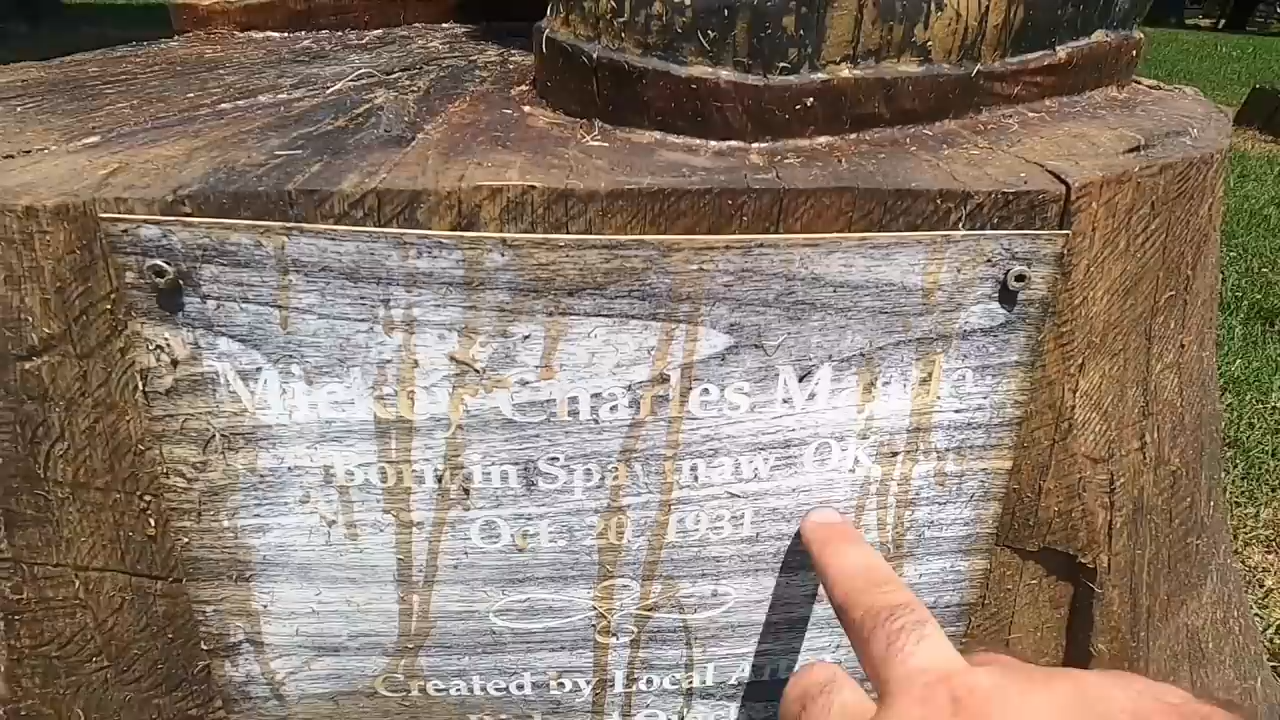 Mickey Charles Mantle
born in Spavinaw OK
Oct. 20, 1931
Created by Local